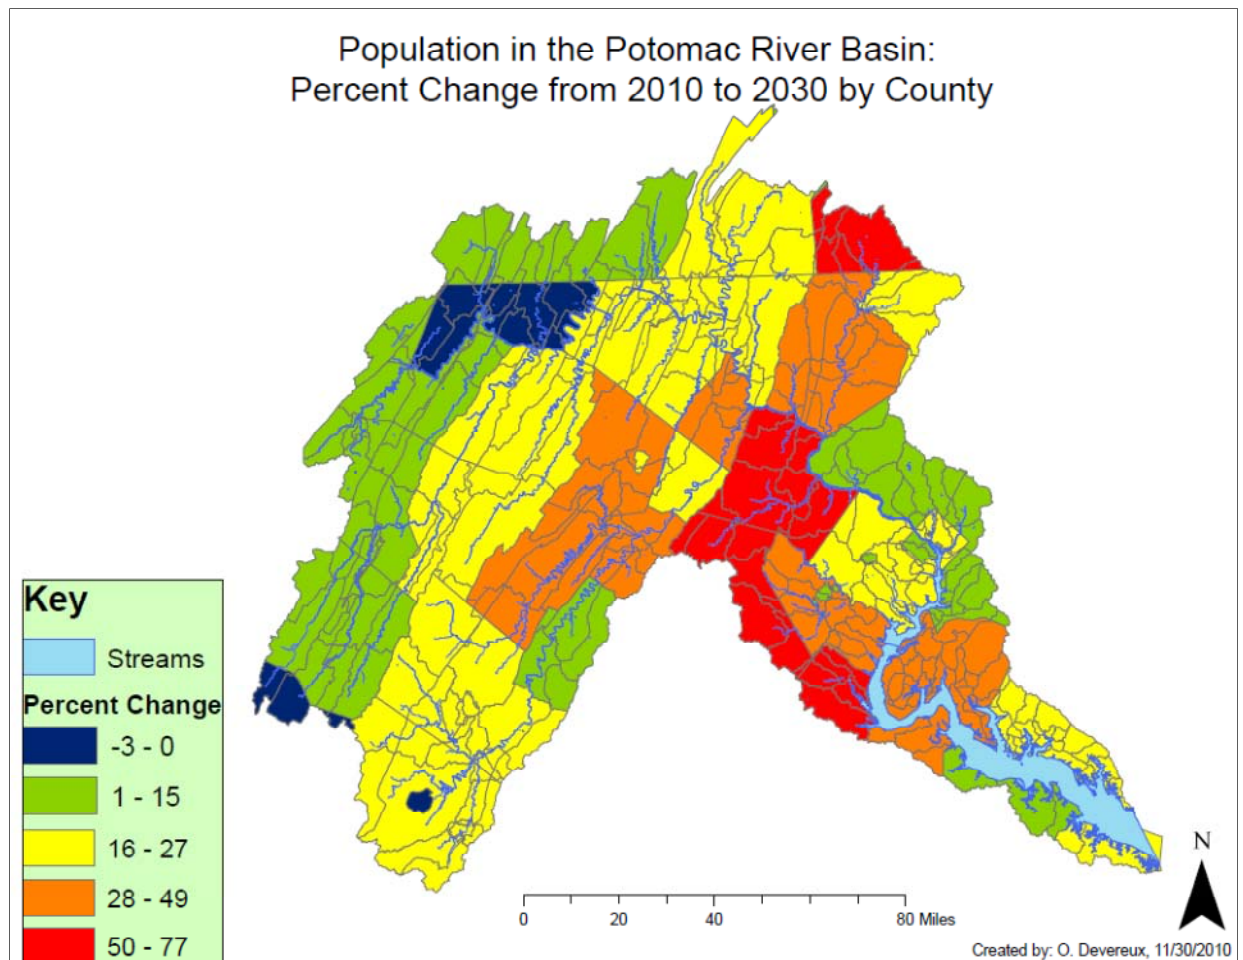 Population in the Potomac River Basin:
Percent Change from 2010 to 2030 by County
Key
Streams
Percent Change
-3 - 0
1 - 15
16 - 27
28 - 49
50 - 77
N
0 20 40 80 Miles
Created by: O. Devereux, 11/30/2010